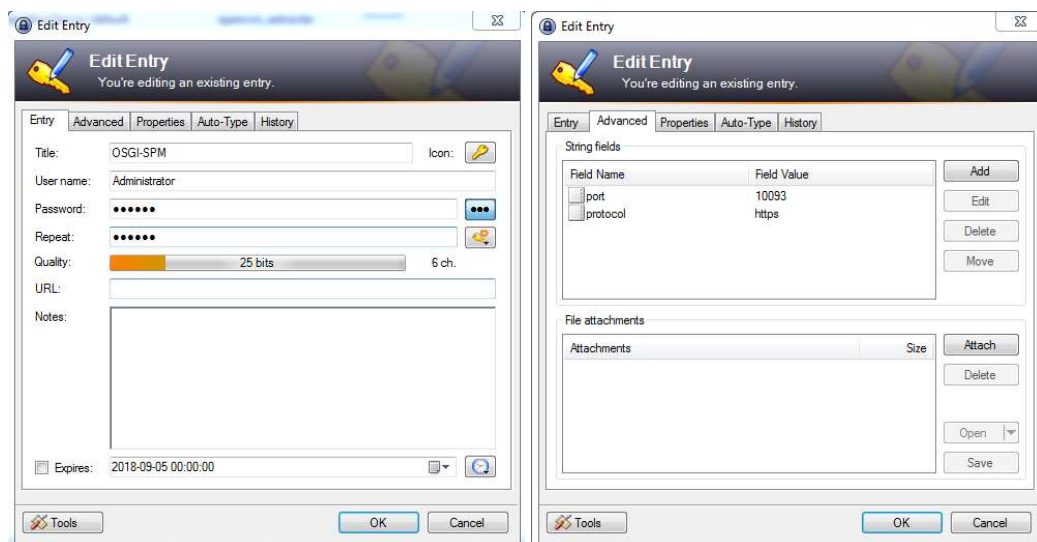 Edit Entry
Edit Entry
You're editing an existing entry.
Entry Advanced Properties Auto-Type History
Title: OSGI-SPM Icon:
User name: Administrator
Password: ●●●●●● ●●●
Repeat: ●●●●●●
Quality: 25 bits 6 ch.
URL:
Notes:
Expires: 2018-09-05 00:00:00
Tools OK Cancel
Edit Entry
Edit Entry
You're editing an existing entry.
Entry Advanced Properties Auto-Type History
String fields
Field Name Field Value Add
port 10093
protocol https
Edit
Delete
Move
File attachments
Attachments Size Attach
Delete
Open
Save
Tools OK Cancel